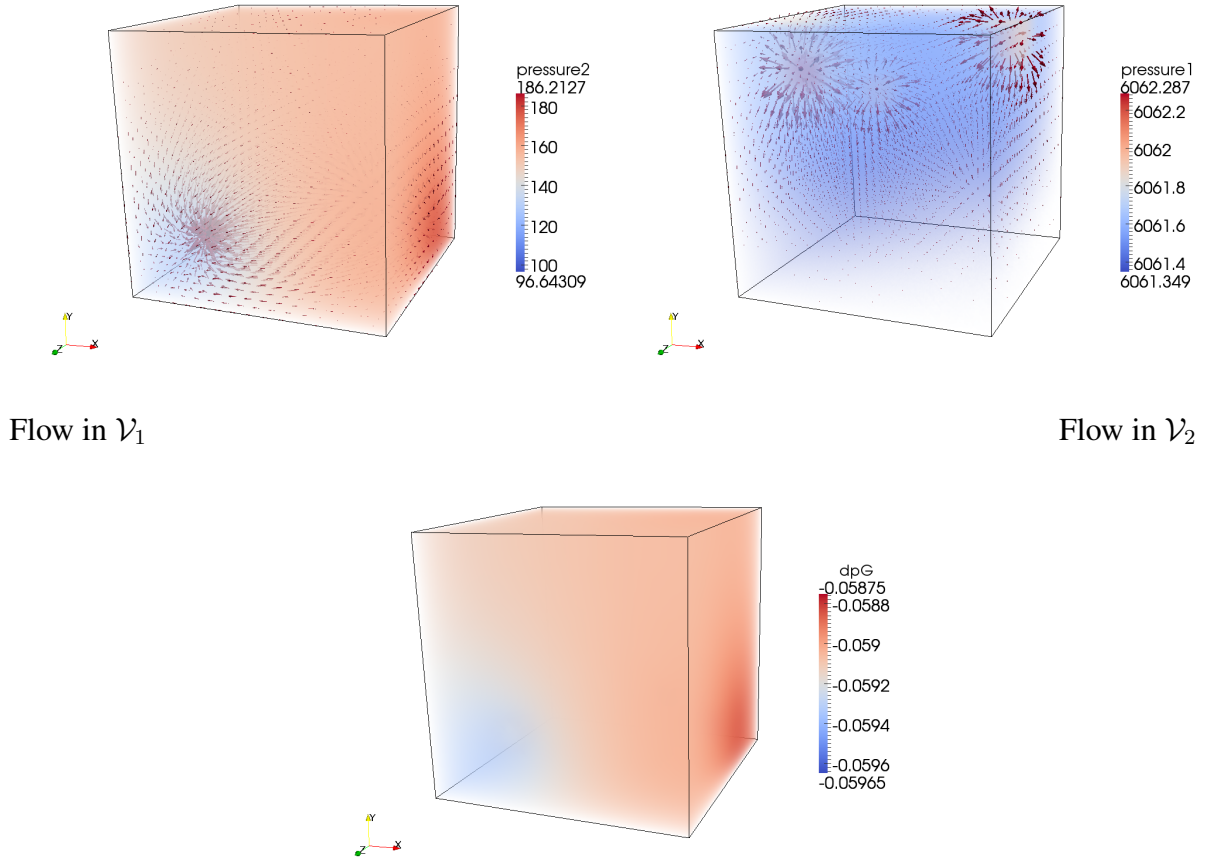 pressure2
186.2127
180
160
140
120
100
96.64309
Y
Z
X
pressure1
6062.287
6062.2
6062
6061.8
6061.6
6061.4
6061.349
Y
Z
X
Flow in 𝒱₁
Flow in 𝒱₂
dpG
-0.05875
-0.0588
-0.059
-0.0592
-0.0594
-0.0596
-0.05965
Y
Z
X